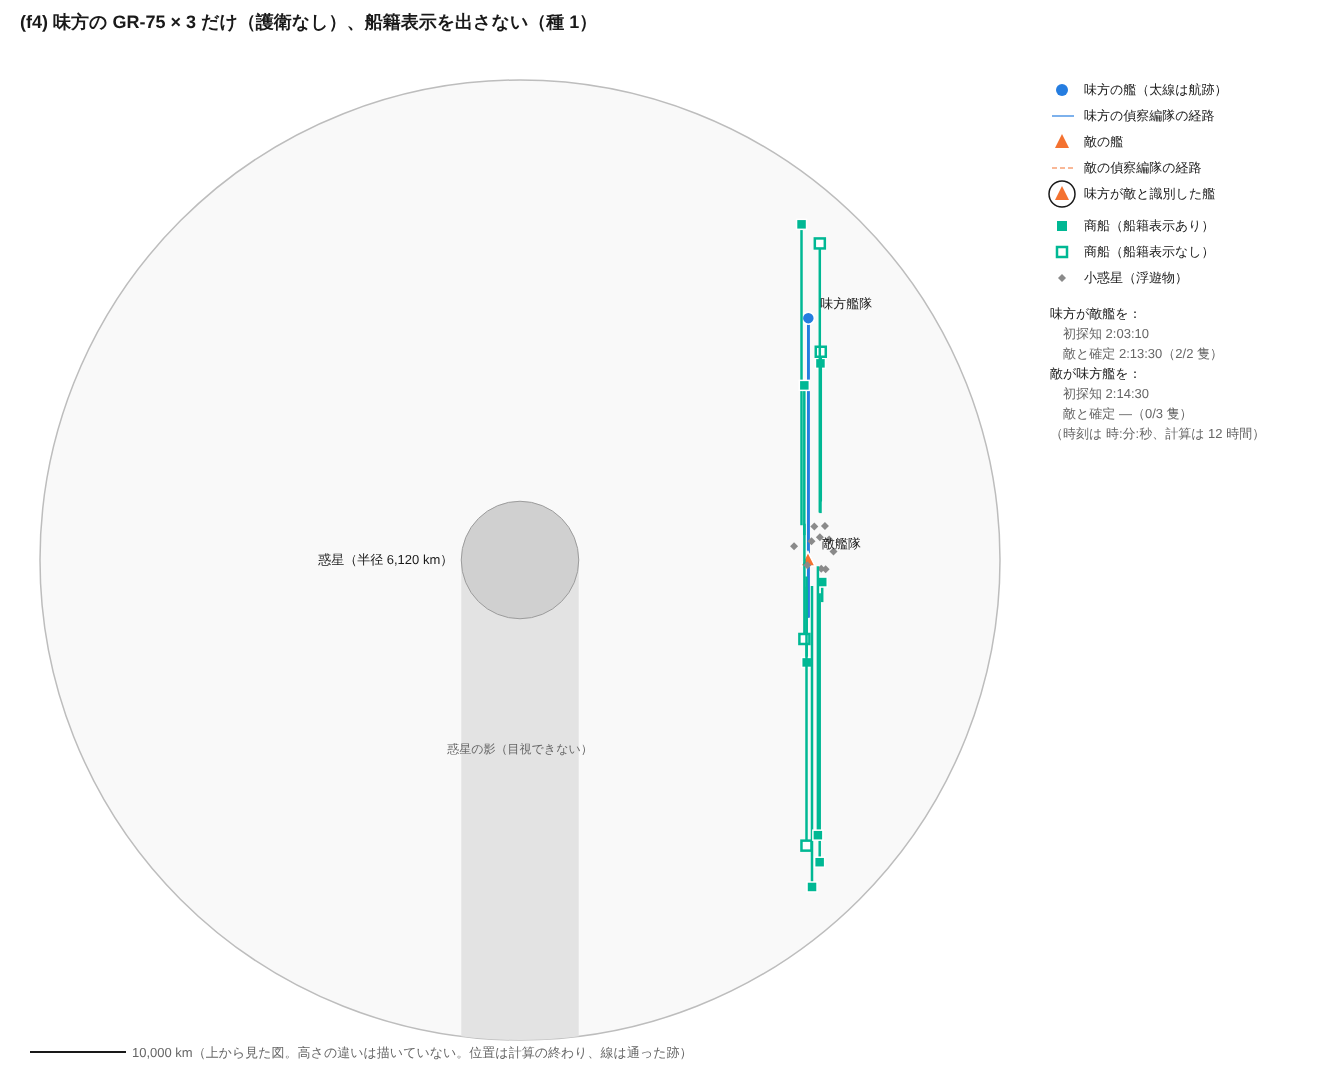 (f4) 味方の GR-75 × 3 だけ（護衛なし）、船籍表示を出さない（種 1）
味方の艦（太線は航跡）
味方の偵察編隊の経路
敵の艦
敵の偵察編隊の経路
味方が敵と識別した艦
商船（船籍表示あり）
商船（船籍表示なし）
小惑星（浮遊物）
味方が敵艦を：
初探知 2:03:10
敵と確定 2:13:30（2/2 隻）
敵が味方艦を：
初探知 2:14:30
敵と確定 —（0/3 隻）
（時刻は 時:分:秒、計算は 12 時間）
味方艦隊
敵艦隊
惑星（半径 6,120 km）
惑星の影（目視できない）
10,000 km（上から見た図。高さの違いは描いていない。位置は計算の終わり、線は通った跡）